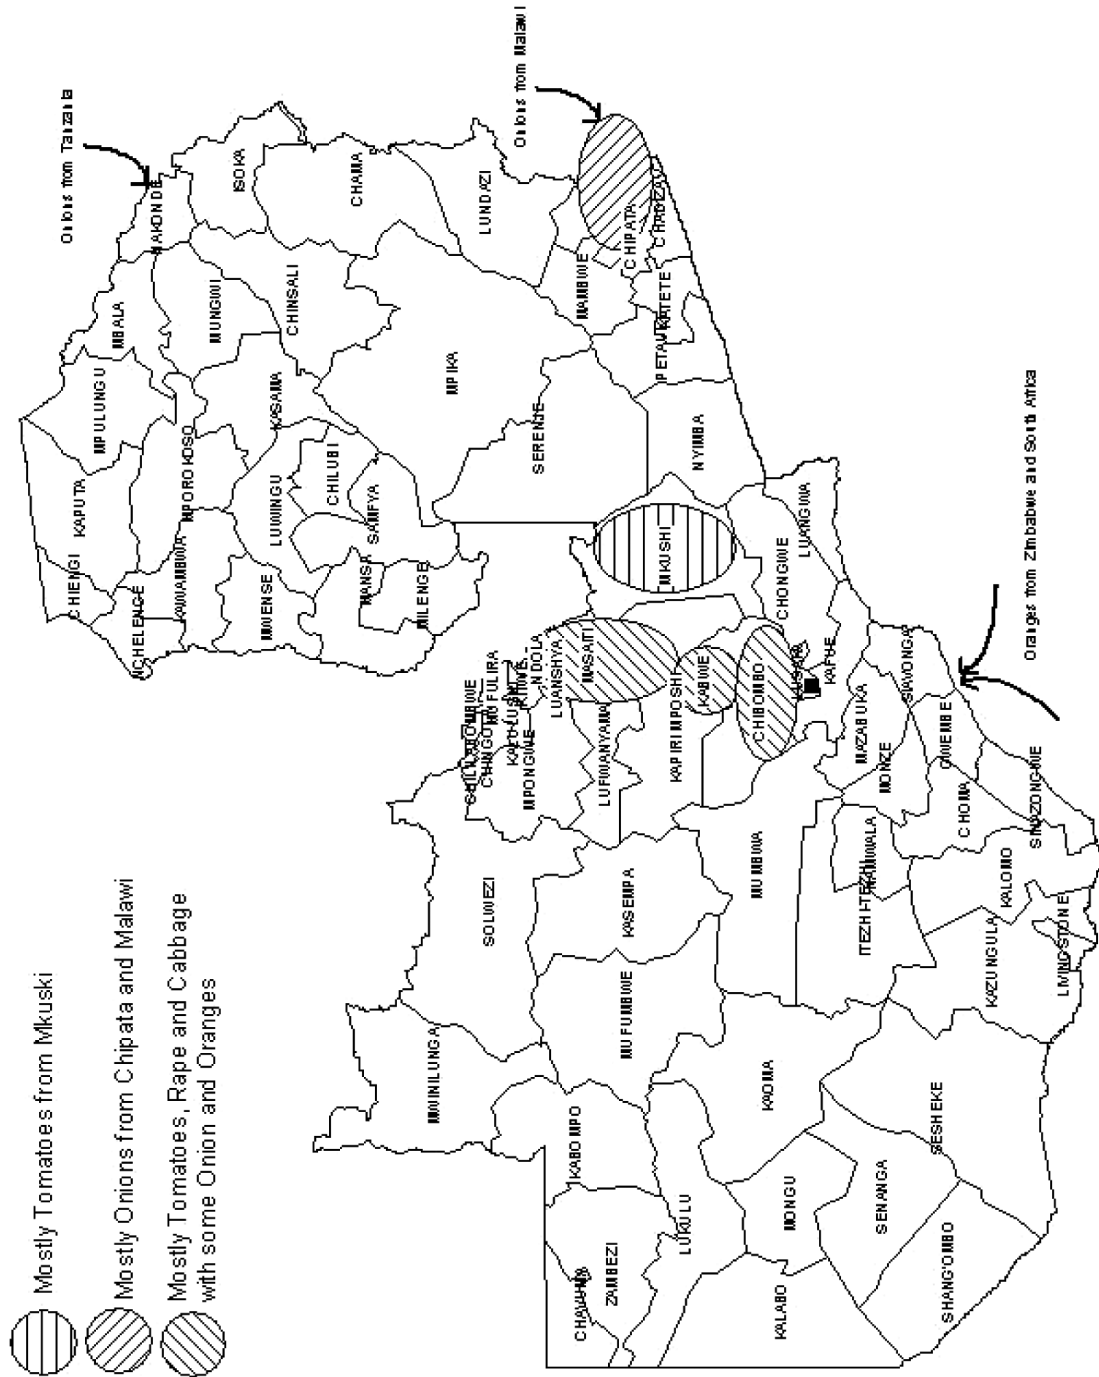 Mostly Tomatoes from Mkuski
Mostly Onions from Chipata and Malawi
Mostly Tomatoes, Rape and Cabbage
with some Onion and Oranges
Onions from Tanzania
Onions from Malawi
Oranges from Zimbabwe and South Africa
KAPUTA
MPULUNGU
CHIENGI
MBALA
NCHELENGE
NAKONDE
KAWAMBWA
MPOROKOSO
MUNGWI
ISOKA
MWENSE
LUWINGU
KASAMA
CHINSALI
CHILUBI
CHAMA
MANSA
SAMFYA
MILENGE
MPIKA
LUNDAZI
SERENJE
MAMBWE
CHIPATA
CHADIZA
KATETE
PETAUKE
NYIMBA
MKUSHI
MWINILUNGA
SOLWEZI
CHILILABOMBWE
CHINGOLA
MUFULIRA
KALULUSHI
KITWE
NDOLA
MPONGWE
LUANSHYA
MASAITI
LUFWANYAMA
KABOMPO
MUFUMBWE
KASEMPA
KAPIRI MPOSHI
KABWE
CHAVUMA
ZAMBEZI
LUKULU
CHIBOMBO
CHONGWE
LUANGWA
KAOMA
MUMBWA
LUSAKA
KAFUE
KALABO
MONGU
ITEZHI-TEZHI
NAMWALA
MAZABUKA
MONZE
SIAVONGA
SENANGA
GWEMBE
CHOMA
SHANG'OMBO
SESHEKE
KAZUNGULA
KALOMO
SINAZONGWE
LIVINGSTONE